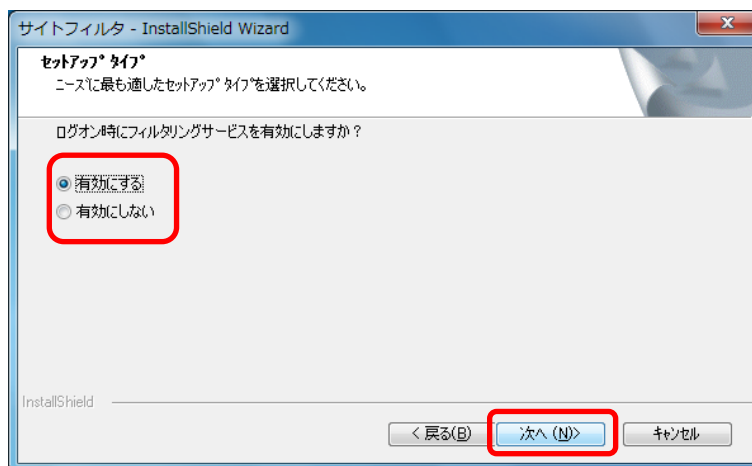 サイトフィルタ - InstallShield Wizard
セットアップ タイプ
ニーズに最も適したセットアップ タイプを選択してください。
ログオン時にフィルタリングサービスを有効にしますか？
有効にする
有効にしない
InstallShield
< 戻る(B)
次へ (N)>
キャンセル